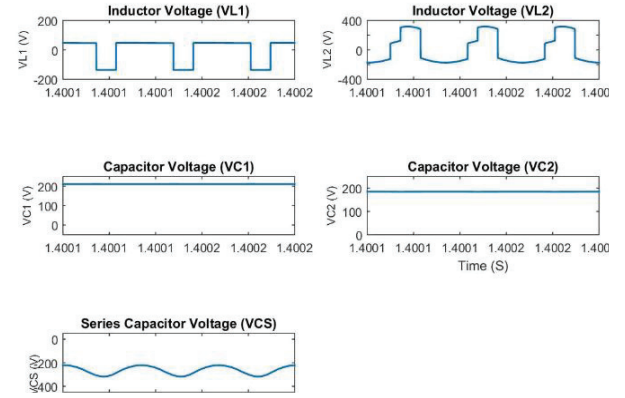 Inductor Voltage (VL1)
VL1 (V)
200
0
-200
1.4001 1.4001 1.4001 1.4002 1.4002 1.4002
Inductor Voltage (VL2)
VL2 (V)
400
0
-400
1.4001 1.4001 1.4001 1.4002 1.4002 1.400
Capacitor Voltage (VC1)
VC1 (V)
200
100
0
1.4001 1.4001 1.4001 1.4002 1.4002 1.4002
Capacitor Voltage (VC2)
VC2 (V)
200
100
0
1.4001 1.4001 1.4001 1.4002 1.4002 1.400
Time (S)
Series Capacitor Voltage (VCS)
VCS (V)
0
-200
-400